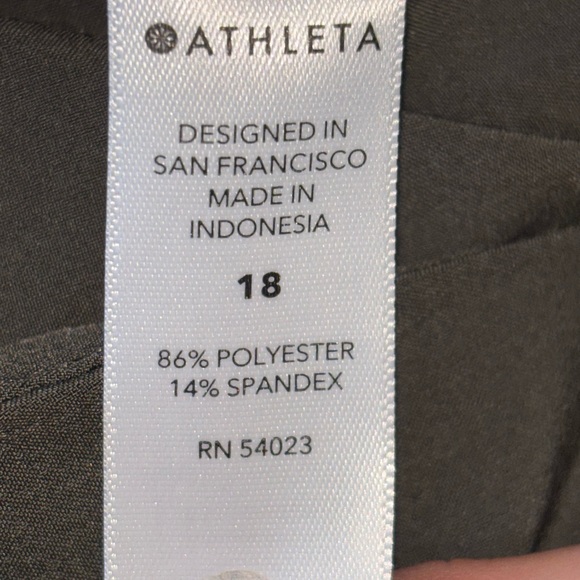 ATHLETA
DESIGNED IN
SAN FRANCISCO
MADE IN
INDONESIA
18
86% POLYESTER
14% SPANDEX
RN 54023